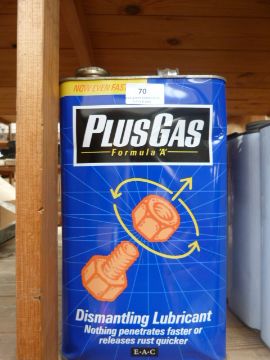 NOW EVEN FAS
70
PLUSGAS
Formula 'A'
Dismantling Lubricant
Nothing penetrates faster or
releases rust quicker
E·A·C